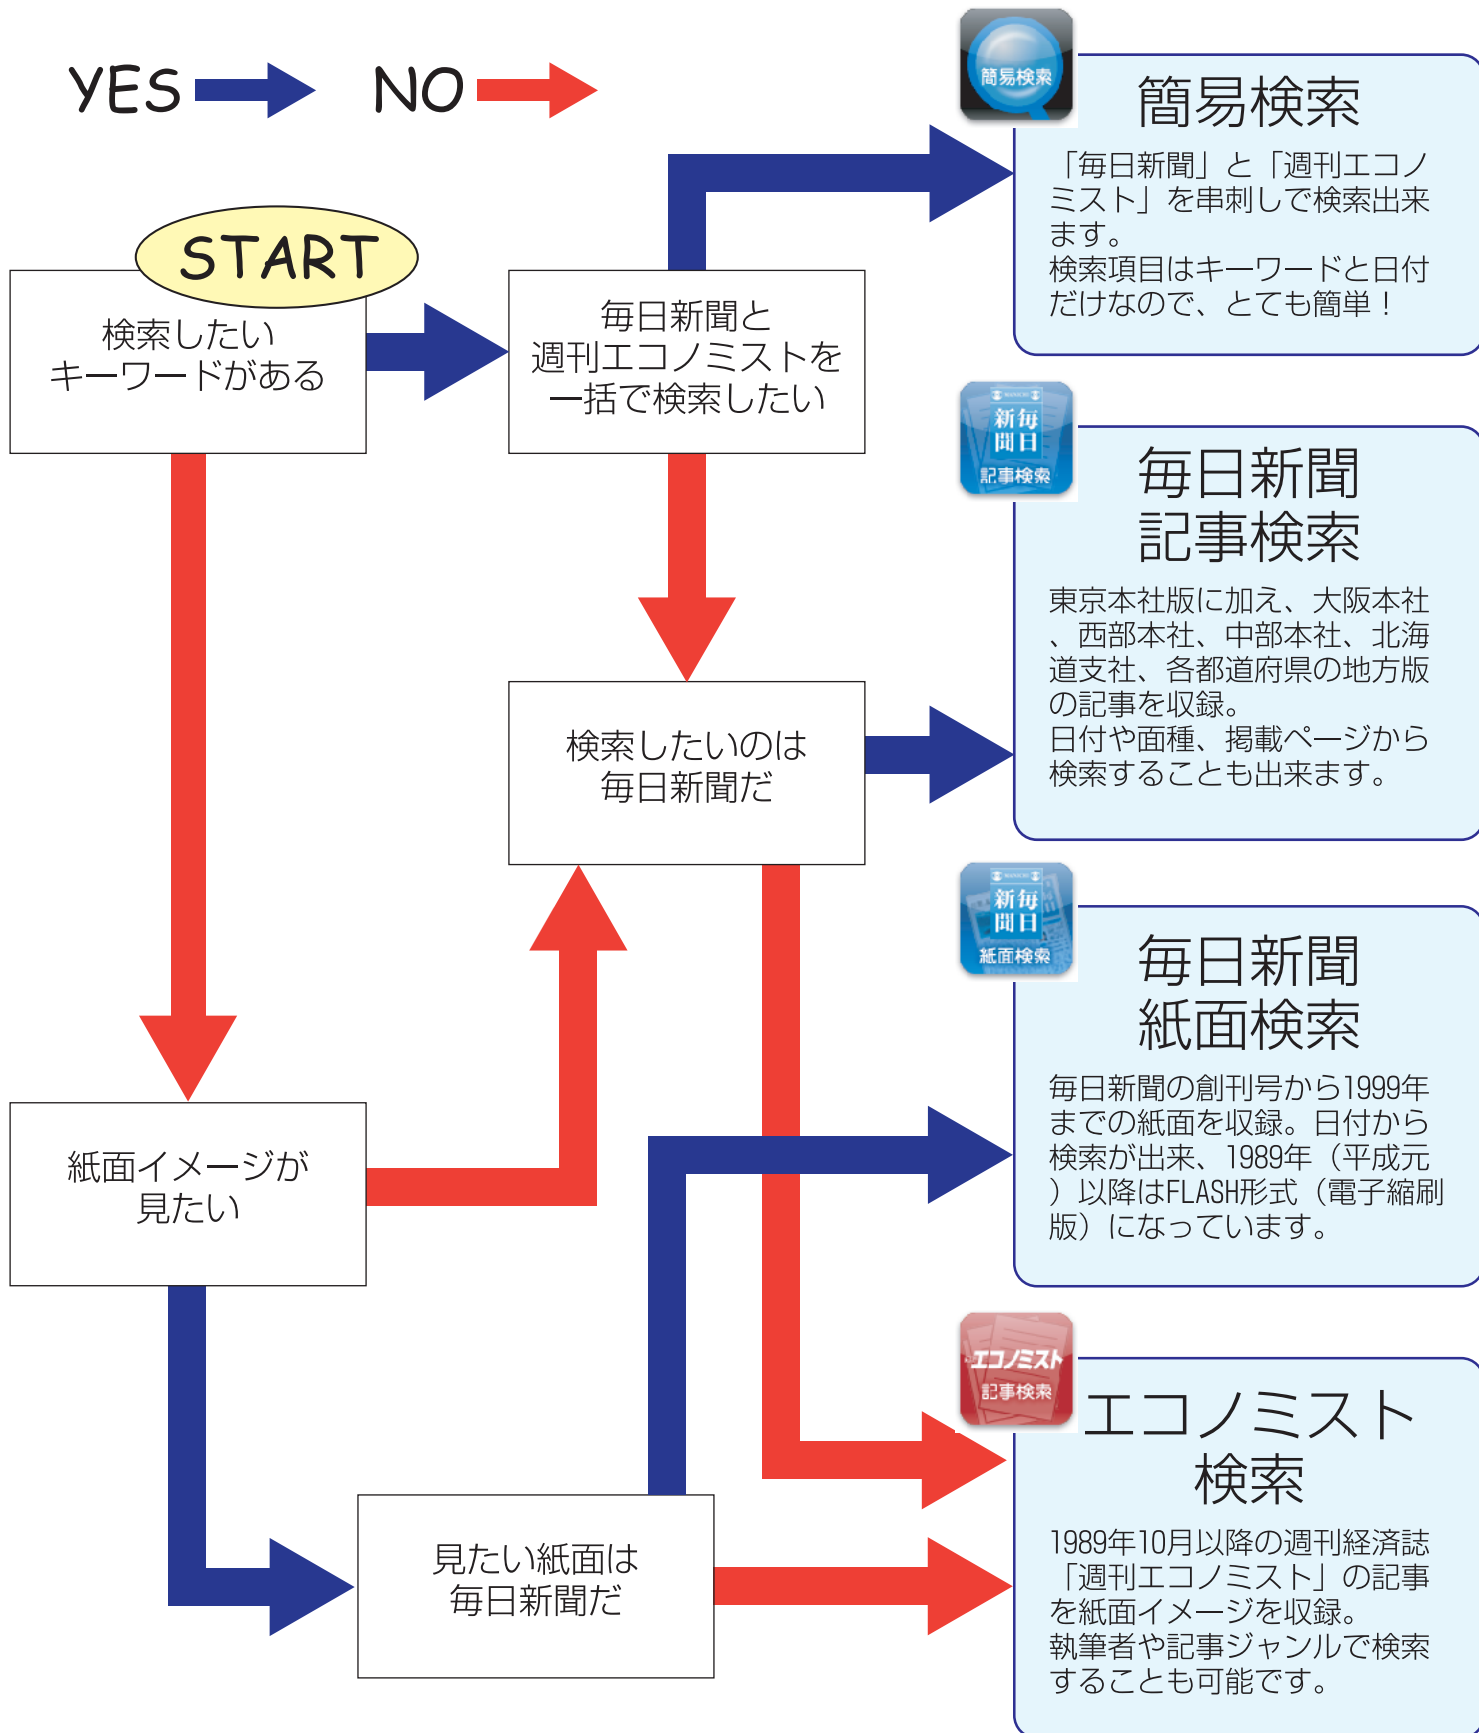 YES
NO
START
検索したい
キーワードがある
毎日新聞と
週刊エコノミストを
一括で検索したい
検索したいのは
毎日新聞だ
紙面イメージが
見たい
見たい紙面は
毎日新聞だ
簡易検索
簡易検索
「毎日新聞」と「週刊エコノ
ミスト」を串刺しで検索出来
ます。
検索項目はキーワードと日付
だけなので、とても簡単！
MAINICHI
毎日
新聞
記事検索
毎日新聞
記事検索
東京本社版に加え、大阪本社
、西部本社、中部本社、北海
道支社、各都道府県の地方版
の記事を収録。
日付や面種、掲載ページから
検索することも出来ます。
MAINICHI
毎日
新聞
紙面検索
毎日新聞
紙面検索
毎日新聞の創刊号から1999年
までの紙面を収録。日付から
検索が出来、1989年（平成元
）以降はFLASH形式（電子縮刷
版）になっています。
エコノミスト
記事検索
エコノミスト
検索
1989年10月以降の週刊経済誌
「週刊エコノミスト」の記事
を紙面イメージを収録。
執筆者や記事ジャンルで検索
することも可能です。